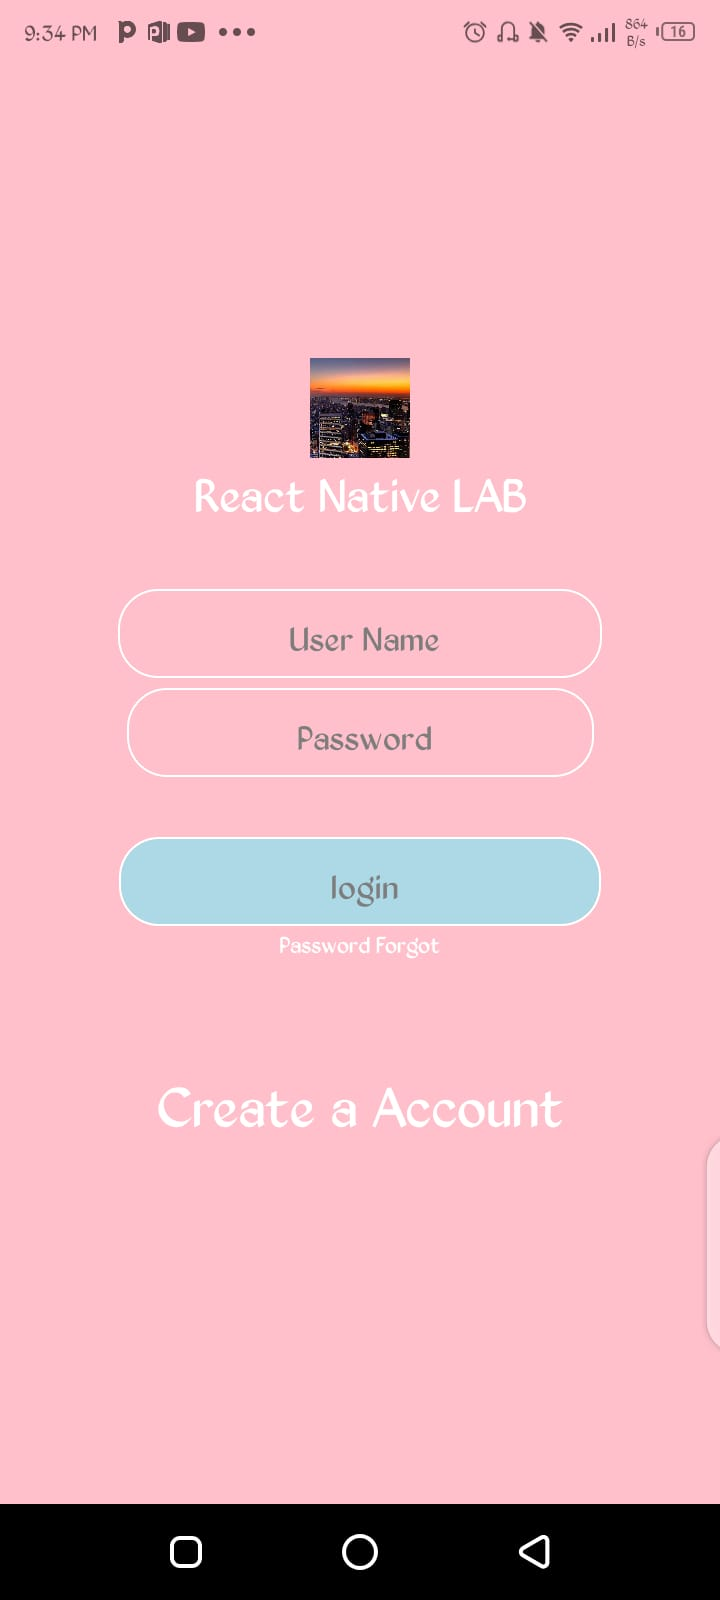 9:34 PM
864
B/s
16
React Native LAB
User Name
Password
login
Password Forgot
Create a Account